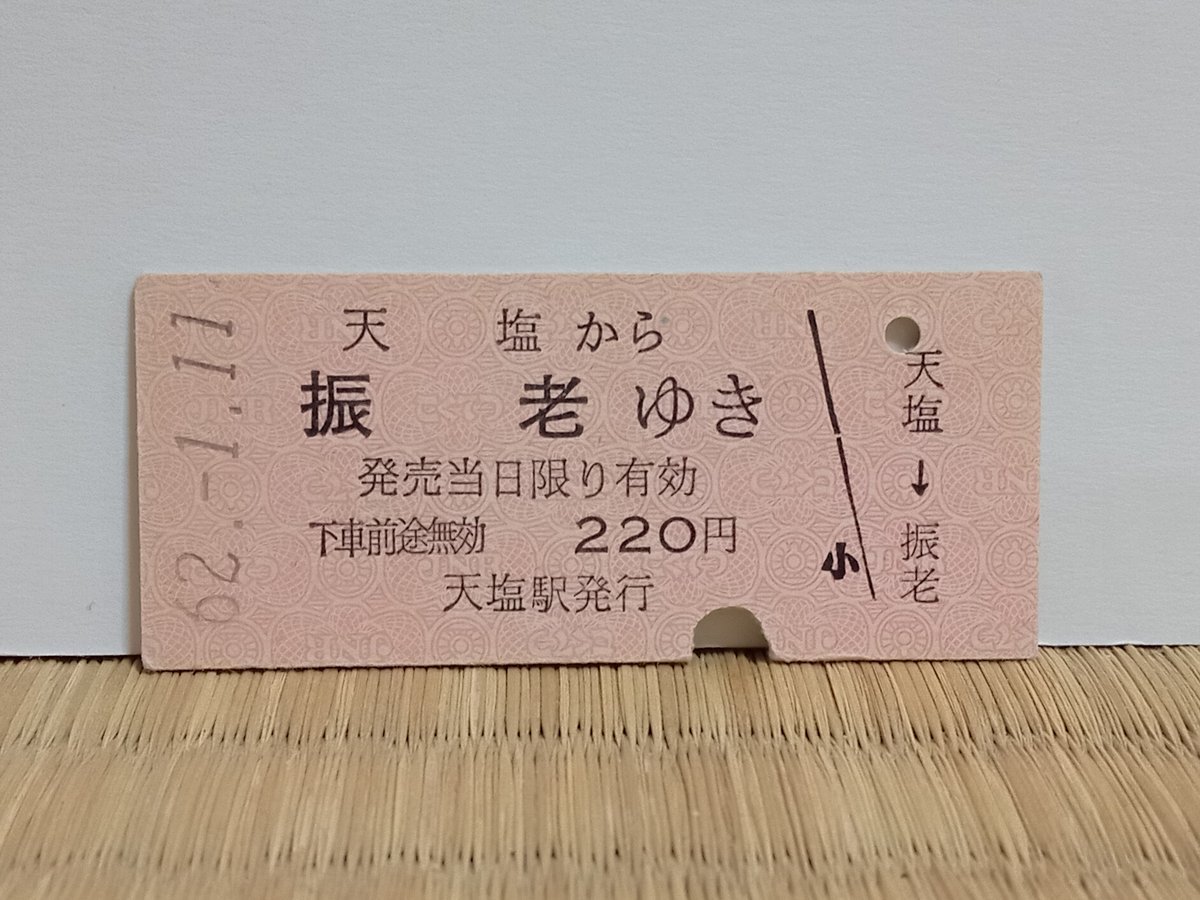 天塩から
振老ゆき
発売当日限り有効
下車前途無効 220円
天塩駅発行
62.-1.11
小
天塩→振老